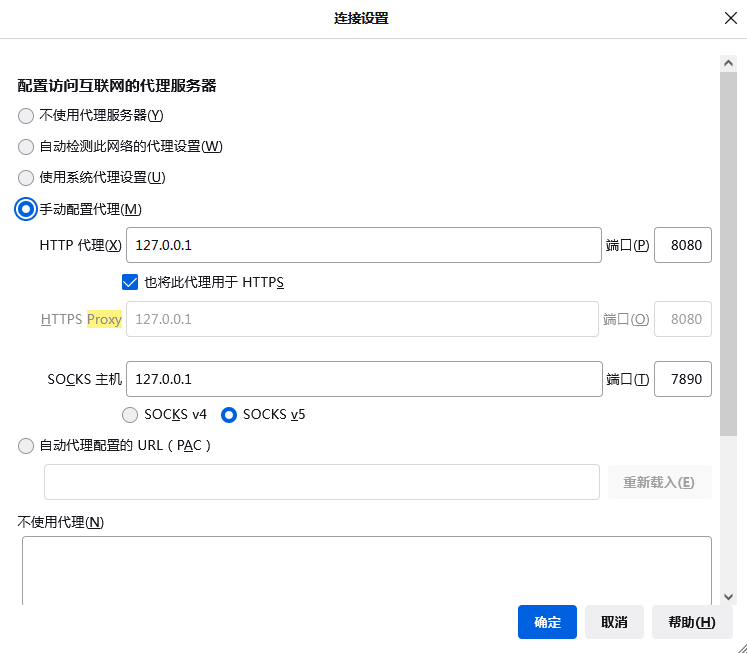 连接设置
配置访问互联网的代理服务器
不使用代理服务器(Y)
自动检测此网络的代理设置(W)
使用系统代理设置(U)
手动配置代理(M)
HTTP 代理(X) 127.0.0.1 端口(P) 8080
也将此代理用于 HTTPS
HTTPS Proxy 127.0.0.1 端口(O) 8080
SOCKS 主机 127.0.0.1 端口(T) 7890
SOCKS v4 SOCKS v5
自动代理配置的 URL（PAC）
重新载入(E)
不使用代理(N)
确定 取消 帮助(H)